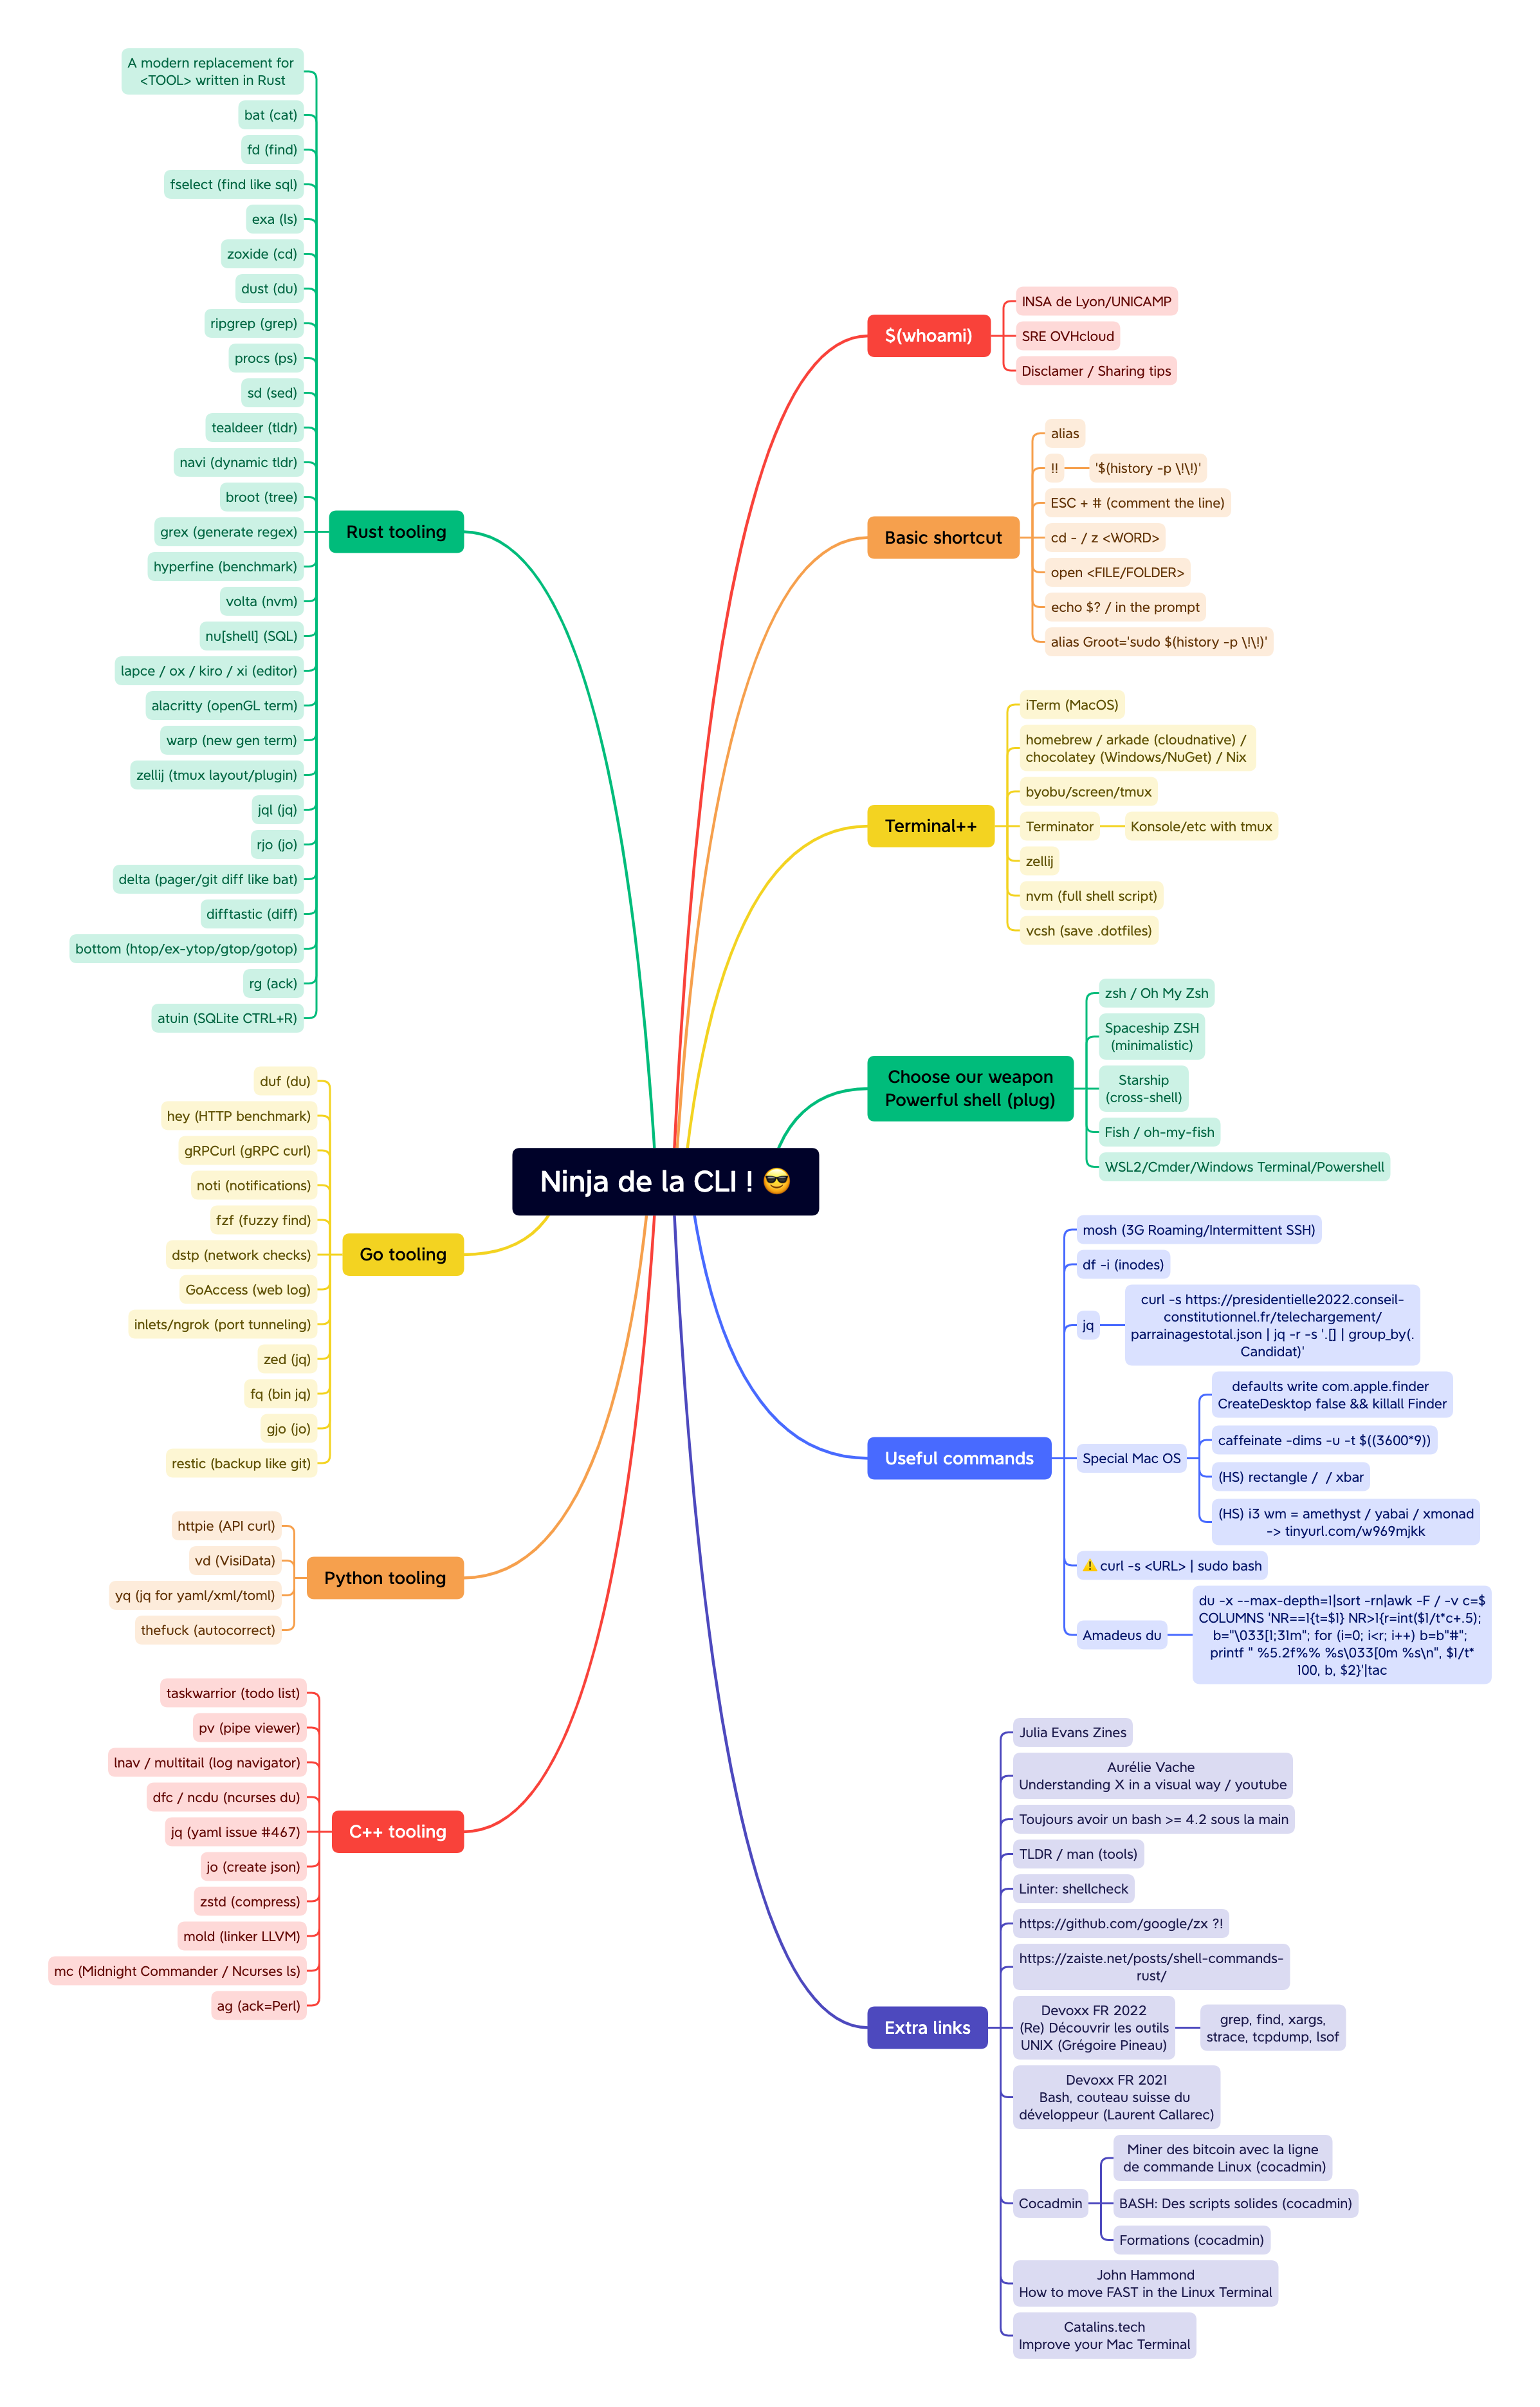 Ninja de la CLI ! 😎
$(whoami)
INSA de Lyon/UNICAMP
SRE OVHcloud
Disclamer / Sharing tips
Basic shortcut
alias
!!
'$(history -p \!\!)'
ESC + # (comment the line)
cd - / z <WORD>
open <FILE/FOLDER>
echo $? / in the prompt
alias Groot='sudo $(history -p \!\!)'
Terminal++
iTerm (MacOS)
homebrew / arkade (cloudnative) /
chocolatey (Windows/NuGet) / Nix
byobu/screen/tmux
Terminator
Konsole/etc with tmux
zellij
nvm (full shell script)
vcsh (save .dotfiles)
Choose our weapon
Powerful shell (plug)
zsh / Oh My Zsh
Spaceship ZSH
(minimalistic)
Starship
(cross-shell)
Fish / oh-my-fish
WSL2/Cmder/Windows Terminal/Powershell
Useful commands
mosh (3G Roaming/Intermittent SSH)
df -i (inodes)
jq
curl -s https://presidentielle2022.conseil-
constitutionnel.fr/telechargement/
parrainagestotal.json | jq -r -s '.[] | group_by(.
Candidat)'
Special Mac OS
defaults write com.apple.finder
CreateDesktop false && killall Finder
caffeinate -dims -u -t $((3600*9))
(HS) rectangle /  / xbar
(HS) i3 wm = amethyst / yabai / xmonad
-> tinyurl.com/w969mjkk
⚠️ curl -s <URL> | sudo bash
Amadeus du
du -x --max-depth=1|sort -rn|awk -F / -v c=$
COLUMNS 'NR==1{t=$1} NR>1{r=int($1/t*c+.5);
b="\033[1;31m"; for (i=0; i<r; i++) b=b"#";
printf " %5.2f%% %s\033[0m %s\n", $1/t*
100, b, $2}'|tac
Extra links
Julia Evans Zines
Aurélie Vache
Understanding X in a visual way / youtube
Toujours avoir un bash >= 4.2 sous la main
TLDR / man (tools)
Linter: shellcheck
https://github.com/google/zx ?!
https://zaiste.net/posts/shell-commands-
rust/
Devoxx FR 2022
(Re) Découvrir les outils
UNIX (Grégoire Pineau)
grep, find, xargs,
strace, tcpdump, lsof
Devoxx FR 2021
Bash, couteau suisse du
développeur (Laurent Callarec)
Cocadmin
Miner des bitcoin avec la ligne
de commande Linux (cocadmin)
BASH: Des scripts solides (cocadmin)
Formations (cocadmin)
John Hammond
How to move FAST in the Linux Terminal
Catalins.tech
Improve your Mac Terminal
Rust tooling
A modern replacement for
<TOOL> written in Rust
bat (cat)
fd (find)
fselect (find like sql)
exa (ls)
zoxide (cd)
dust (du)
ripgrep (grep)
procs (ps)
sd (sed)
tealdeer (tldr)
navi (dynamic tldr)
broot (tree)
grex (generate regex)
hyperfine (benchmark)
volta (nvm)
nu[shell] (SQL)
lapce / ox / kiro / xi (editor)
alacritty (openGL term)
warp (new gen term)
zellij (tmux layout/plugin)
jql (jq)
rjo (jo)
delta (pager/git diff like bat)
difftastic (diff)
bottom (htop/ex-ytop/gtop/gotop)
rg (ack)
atuin (SQLite CTRL+R)
Go tooling
duf (du)
hey (HTTP benchmark)
gRPCurl (gRPC curl)
noti (notifications)
fzf (fuzzy find)
dstp (network checks)
GoAccess (web log)
inlets/ngrok (port tunneling)
zed (jq)
fq (bin jq)
gjo (jo)
restic (backup like git)
Python tooling
httpie (API curl)
vd (VisiData)
yq (jq for yaml/xml/toml)
thefuck (autocorrect)
C++ tooling
taskwarrior (todo list)
pv (pipe viewer)
lnav / multitail (log navigator)
dfc / ncdu (ncurses du)
jq (yaml issue #467)
jo (create json)
zstd (compress)
mold (linker LLVM)
mc (Midnight Commander / Ncurses ls)
ag (ack=Perl)